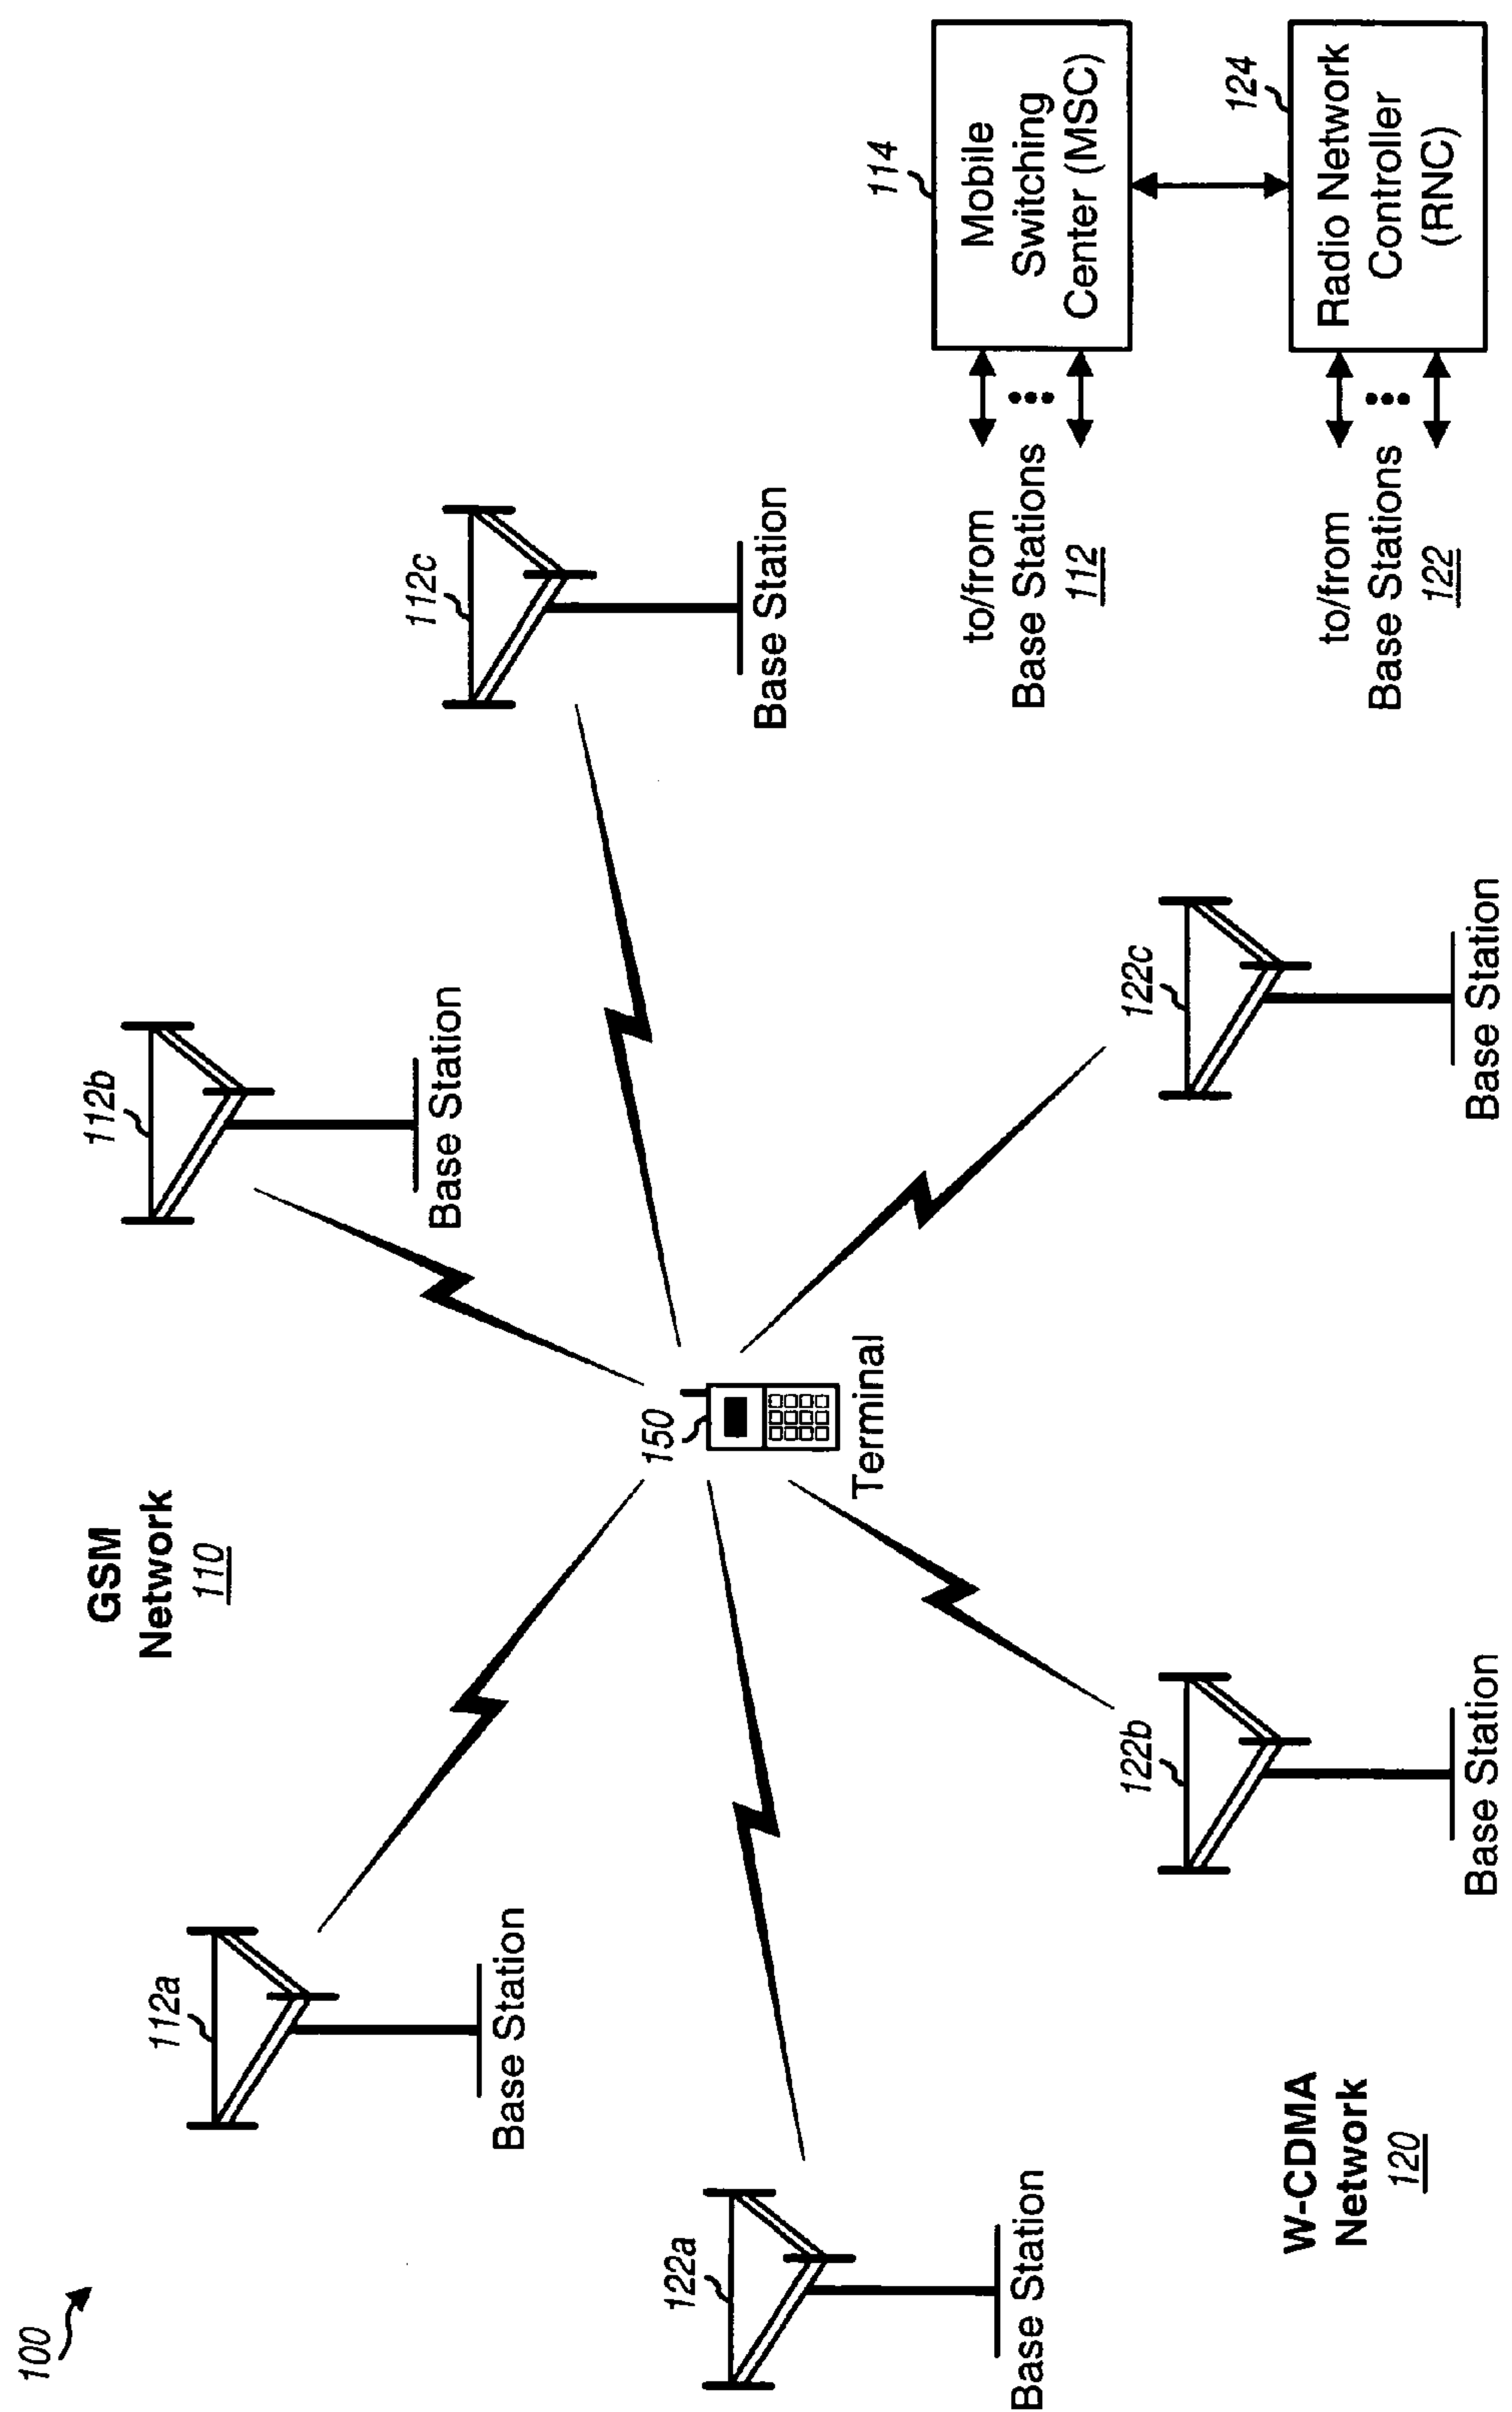 100
GSM
Network
110
112a
Base Station
112b
Base Station
112c
Base Station
122a
Base Station
150
Terminal
W-CDMA
Network
120
122b
Base Station
122c
Base Station
114
Mobile
Switching
Center (MSC)
to/from
Base Stations
112
124
Radio Network
Controller
(RNC)
to/from
Base Stations
122